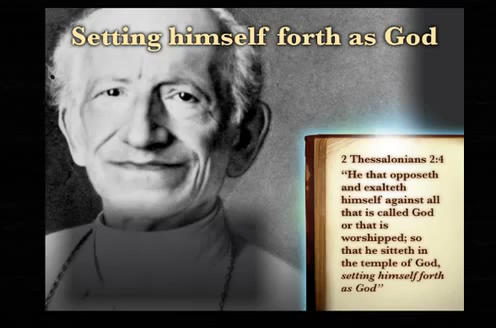 Setting himself forth as God
2 Thessalonians 2:4
“He that opposeth
and exalteth
himself against all
that is called God
or that is
worshipped; so
that he sitteth in
the temple of God,
setting himself forth
as God”